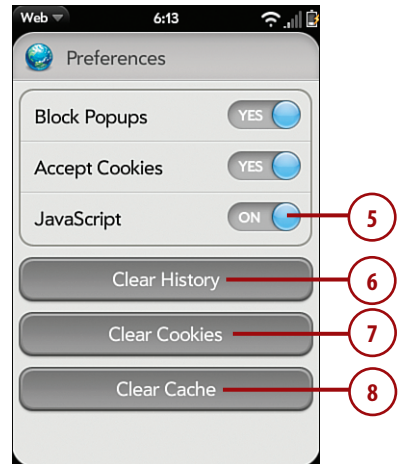 Web 6:13
Preferences
Block Popups YES
Accept Cookies YES
JavaScript ON 5
Clear History 6
Clear Cookies 7
Clear Cache 8